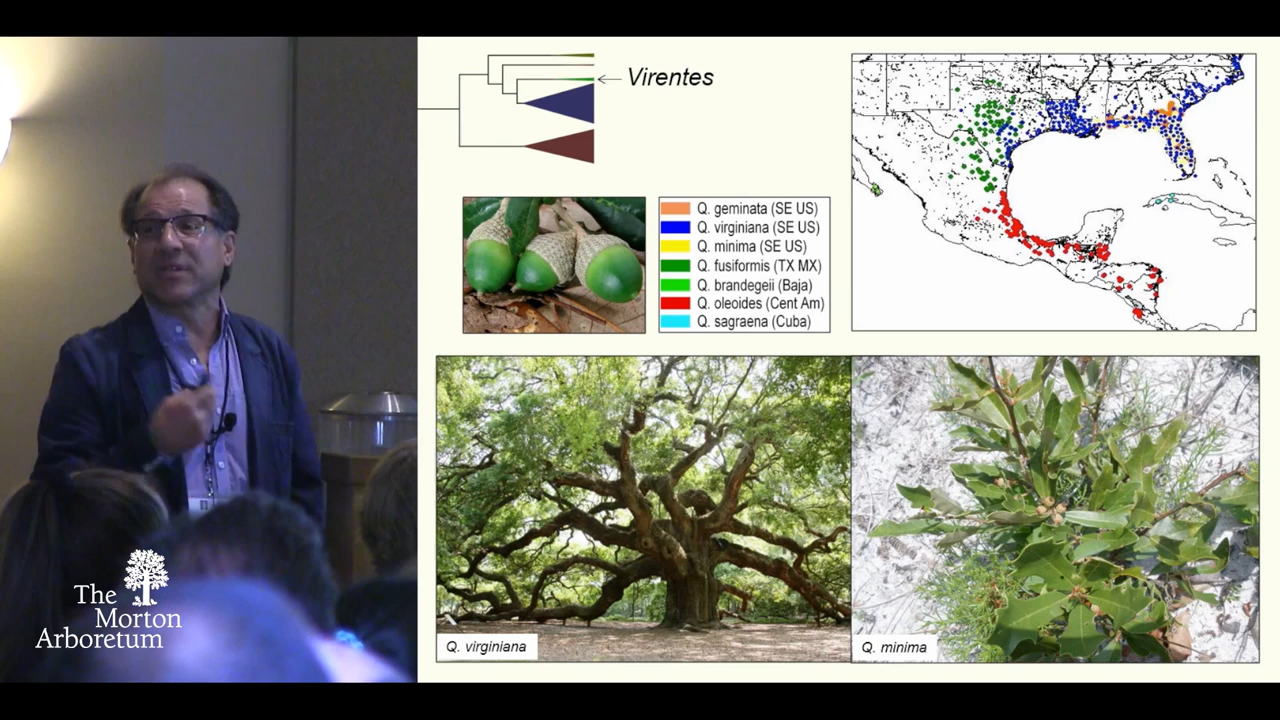 Virentes
Q. geminata (SE US)
Q. virginiana (SE US)
Q. minima (SE US)
Q. fusiformis (TX MX)
Q. brandegeii (Baja)
Q. oleoides (Cent Am)
Q. sagraena (Cuba)
Q. virginiana
Q. minima
The
Morton
Arboretum